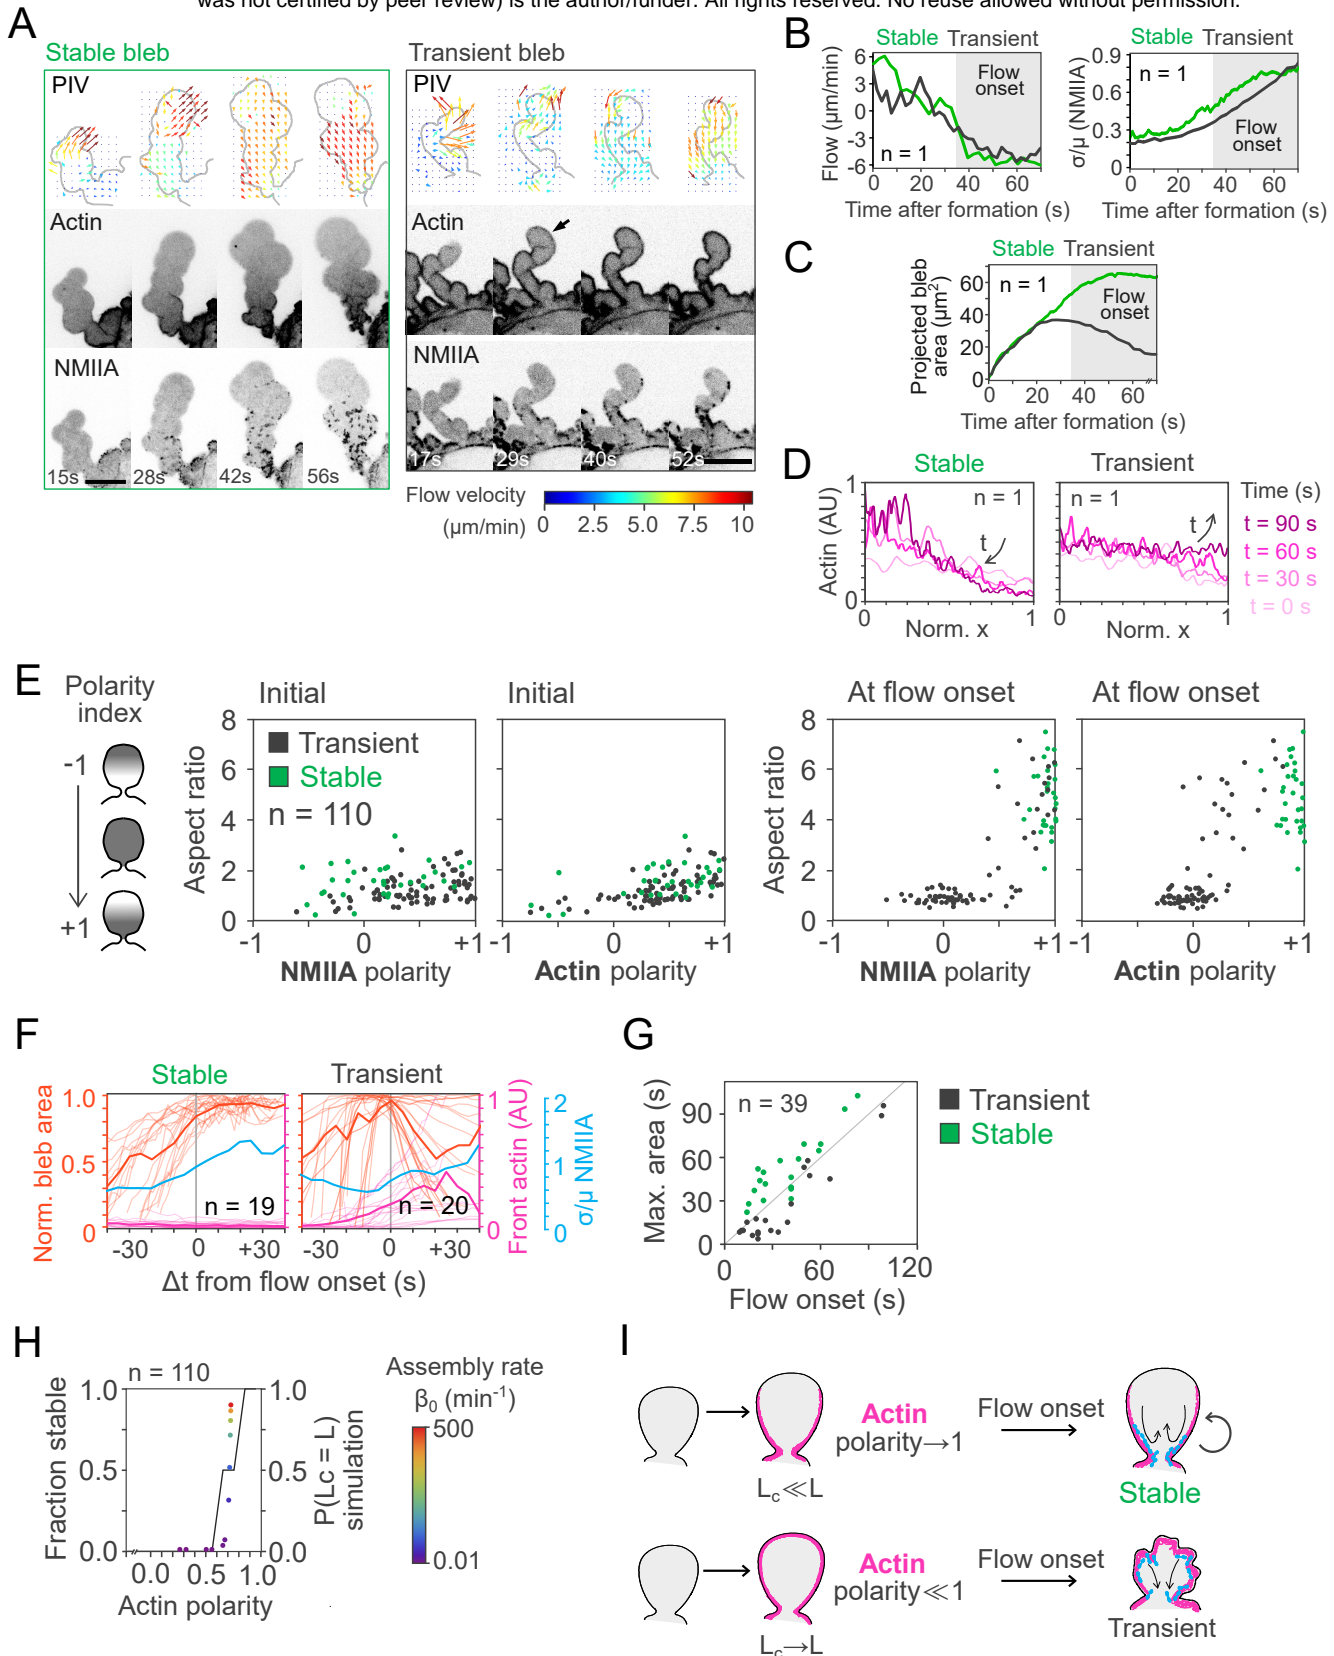 was not certified by peer review) is the author/funder. All rights reserved. No reuse allowed without permission.
A
Stable bleb
Transient bleb
PIV
PIV
Actin
Actin
NMIIA
NMIIA
15s
28s
42s
56s
17s
29s
40s
52s
Flow velocity
(µm/min)
0 2.5 5.0 7.5 10
B
Stable Transient
Flow (µm/min)
6
3
0
-3
-6
Flow
onset
n = 1
0 20 40 60
Time after formation (s)
Stable Transient
σ/µ (NMIIA)
0.9
0.6
0.3
0
n = 1
Flow
onset
0 20 40 60
Time after formation (s)
C
Stable Transient
Projected bleb
area (µm²)
60
40
20
0
n = 1
Flow
onset
0 20 40 60
Time after formation (s)
D
Stable
Transient
Actin (AU)
1
0
n = 1
t
0 1
Norm. x
n = 1
t
0 1
Norm. x
Time (s)
t = 90 s
t = 60 s
t = 30 s
t = 0 s
E
Polarity
index
-1
+1
Initial
Initial
At flow onset
At flow onset
Aspect ratio
8
6
4
2
0
Transient
Stable
n = 110
-1 0 +1
NMIIA polarity
-1 0 +1
Actin polarity
Aspect ratio
8
6
4
2
0
-1 0 +1
NMIIA polarity
-1 0 +1
Actin polarity
F
Stable
Transient
Norm. bleb area
1.0
0.5
0
n = 19
n = 20
-30 0 +30
-30 0 +30
Δt from flow onset (s)
1
0
Front actin (AU)
2
1
0
σ/µ NMIIA
G
Max. area (s)
90
60
30
0
n = 39
0 60 120
Flow onset (s)
Transient
Stable
H
n = 110
Fraction stable
1.0
0.5
0.0
1.0
0.5
0.0
P(Lc = L)
simulation
0.0 0.5 1.0
Actin polarity
Assembly rate
β₀ (min⁻¹)
500
0.01
I
Actin
polarity→1
Flow onset
L꜀≪L
Stable
Actin
polarity≪1
Flow onset
L꜀→L
Transient